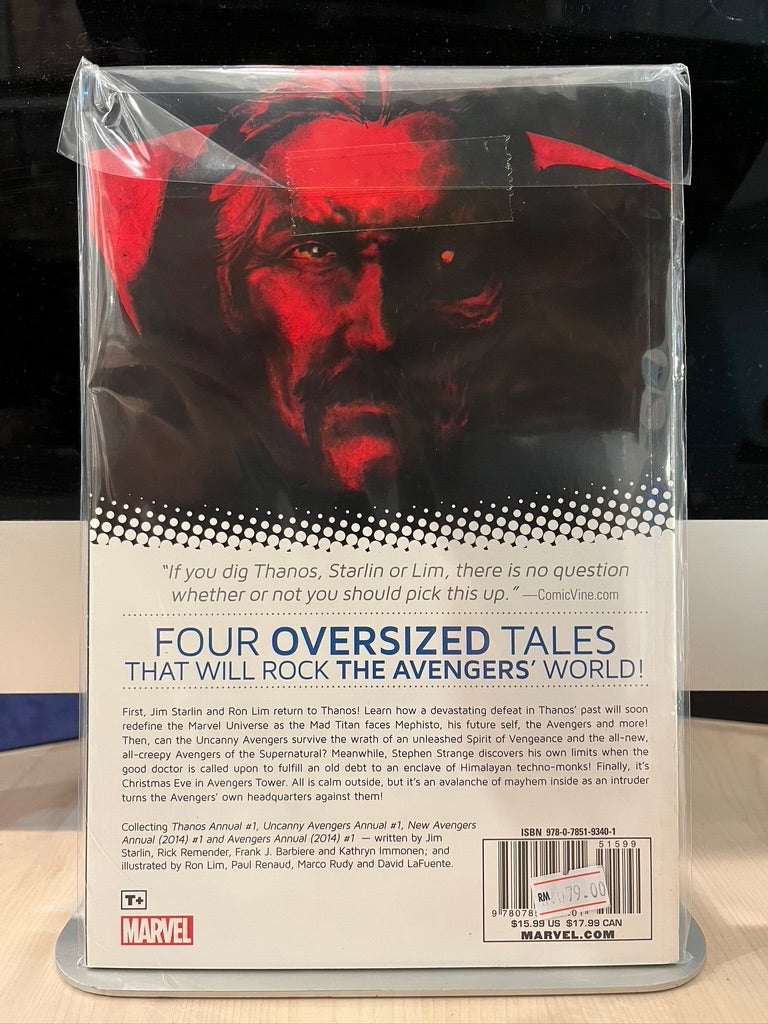 “If you dig Thanos, Starlin or Lim, there is no question
whether or not you should pick this up.” —ComicVine.com
FOUR OVERSIZED TALES
THAT WILL ROCK THE AVENGERS’ WORLD!
First, Jim Starlin and Ron Lim return to Thanos! Learn how a devastating defeat in Thanos’ past will soon
redefine the Marvel Universe as the Mad Titan faces Mephisto, his future self, the Avengers and more!
Then, can the Uncanny Avengers survive the wrath of an unleashed Spirit of Vengeance and the all-new,
all-creepy Avengers of the Supernatural? Meanwhile, Stephen Strange discovers his own limits when the
good doctor is called upon to fulfill an old debt to an enclave of Himalayan techno-monks! Finally, it’s
Christmas Eve in Avengers Tower. All is calm outside, but it’s an avalanche of mayhem inside as an intruder
turns the Avengers’ own headquarters against them!
Collecting Thanos Annual #1, Uncanny Avengers Annual #1, New Avengers
Annual (2014) #1 and Avengers Annual (2014) #1 — written by Jim
Starlin, Rick Remender, Frank J. Barbiere and Kathryn Immonen; and
illustrated by Ron Lim, Paul Renaud, Marco Rudy and David LaFuente.
T+
MARVEL
ISBN 978-0-7851-9340-1
51599
RM 79.00
$15.99 US $17.99 CAN
MARVEL.COM